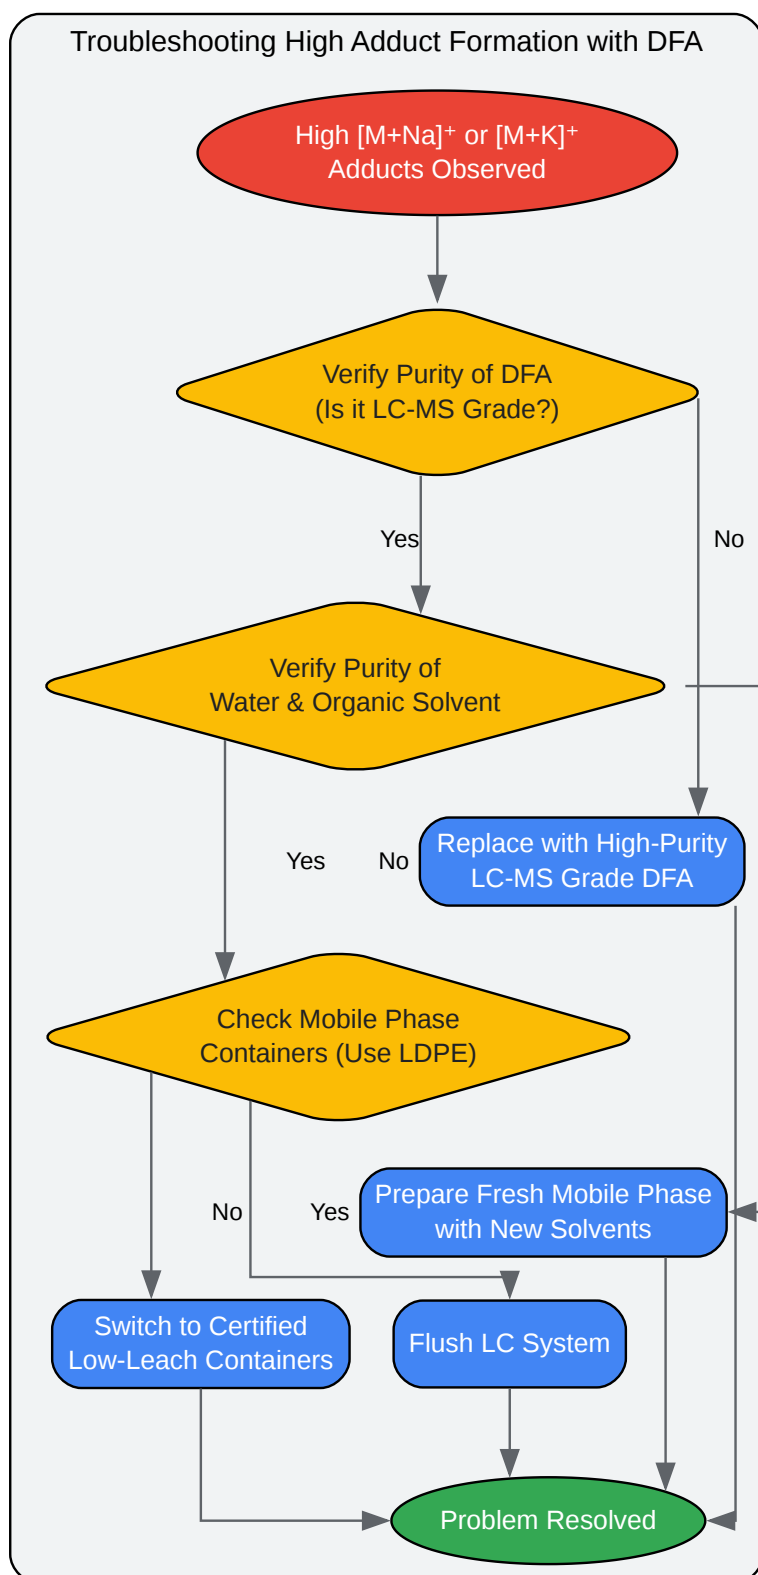 Troubleshooting High Adduct Formation with DFA
High [M+Na]⁺ or [M+K]⁺
Adducts Observed
Verify Purity of DFA
(Is it LC-MS Grade?)
Yes
No
Verify Purity of
Water & Organic Solvent
Yes
No
Replace with High-Purity
LC-MS Grade DFA
Check Mobile Phase
Containers (Use LDPE)
No
Yes
Prepare Fresh Mobile Phase
with New Solvents
Switch to Certified
Low-Leach Containers
Flush LC System
Problem Resolved